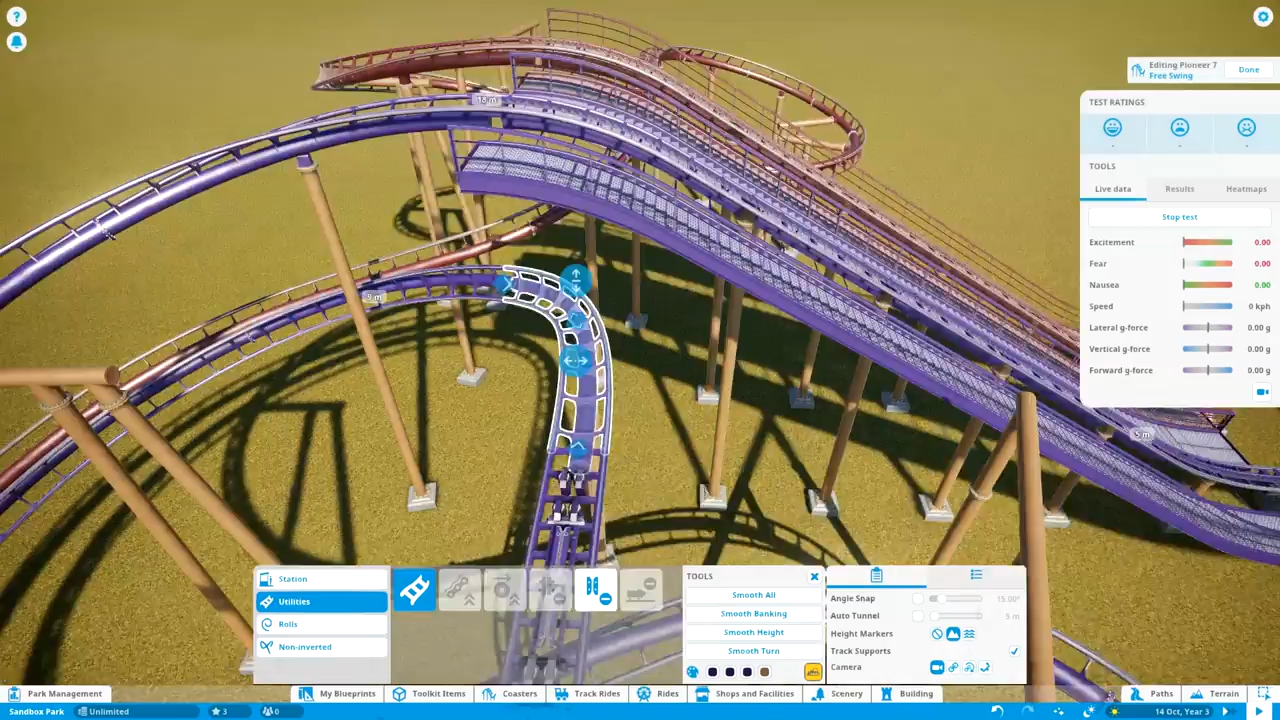 ?
Editing Pioneer 7
Free Swing
Done
TEST RATINGS
- - -
TOOLS
Live data Results Heatmaps
Stop test
Excitement 0.00
Fear 0.00
Nausea 0.00
Speed 0 kph
Lateral g-force 0.00 g
Vertical g-force 0.00 g
Forward g-force 0.00 g
18 m
9 m
5 m
Station
Utilities
Rolls
Non-inverted
TOOLS
Smooth All
Smooth Banking
Smooth Height
Smooth Turn
Angle Snap 15.00°
Auto Tunnel 5 m
Height Markers
Track Supports
Camera
Park Management My Blueprints Toolkit Items Coasters Track Rides Rides Shops and Facilities Scenery Building Paths Terrain
Sandbox Park Unlimited 3 0 14 Oct, Year 3